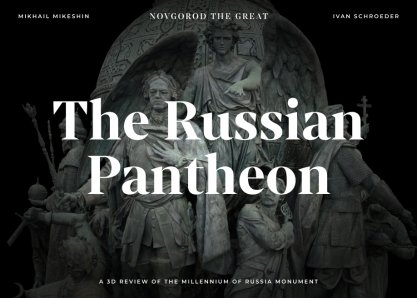 MIKHAIL MIKESHIN
NOVGOROD THE GREAT
IVAN SCHROEDER
The Russian
Pantheon
A 3D REVIEW OF THE MILLENNIUM OF RUSSIA MONUMENT